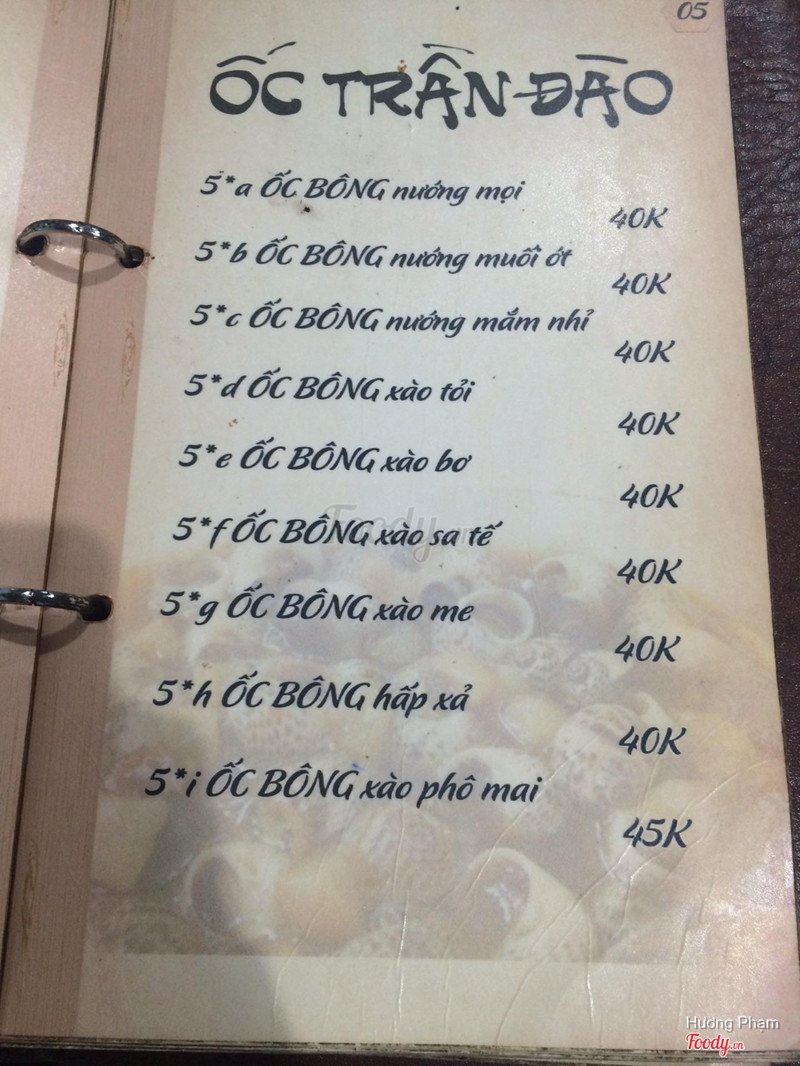 05
ỐC TRẦN ĐÀO
5*a ỐC BÔNG nướng mọi
40K
5*b ỐC BÔNG nướng muối ớt
40K
5*c ỐC BÔNG nướng mắm nhỉ
40K
5*d ỐC BÔNG xào tỏi
40K
5*e ỐC BÔNG xào bơ
40K
5*f ỐC BÔNG xào sa tế
40K
5*g ỐC BÔNG xào me
40K
5*h ỐC BÔNG hấp xả
40K
5*i ỐC BÔNG xào phô mai
45K
Foody.vn
Hương Phạm
Foody.vn